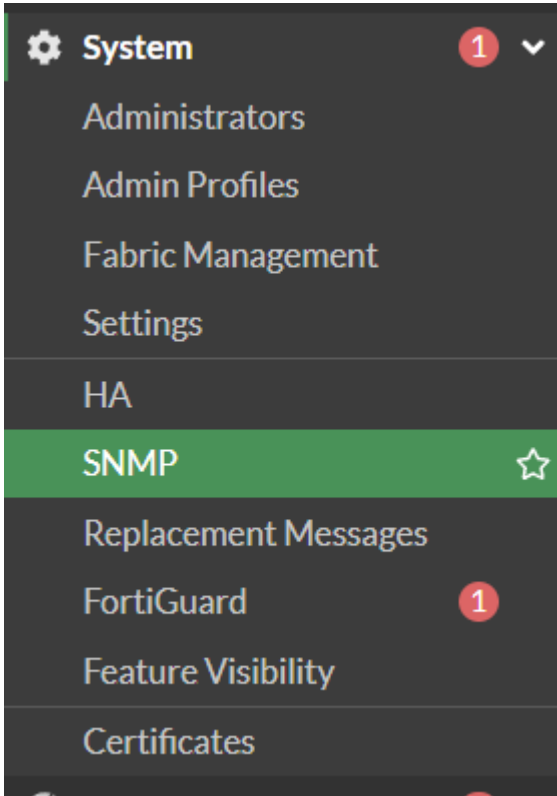 System 1
Administrators
Admin Profiles
Fabric Management
Settings
HA
SNMP
Replacement Messages
FortiGuard 1
Feature Visibility
Certificates